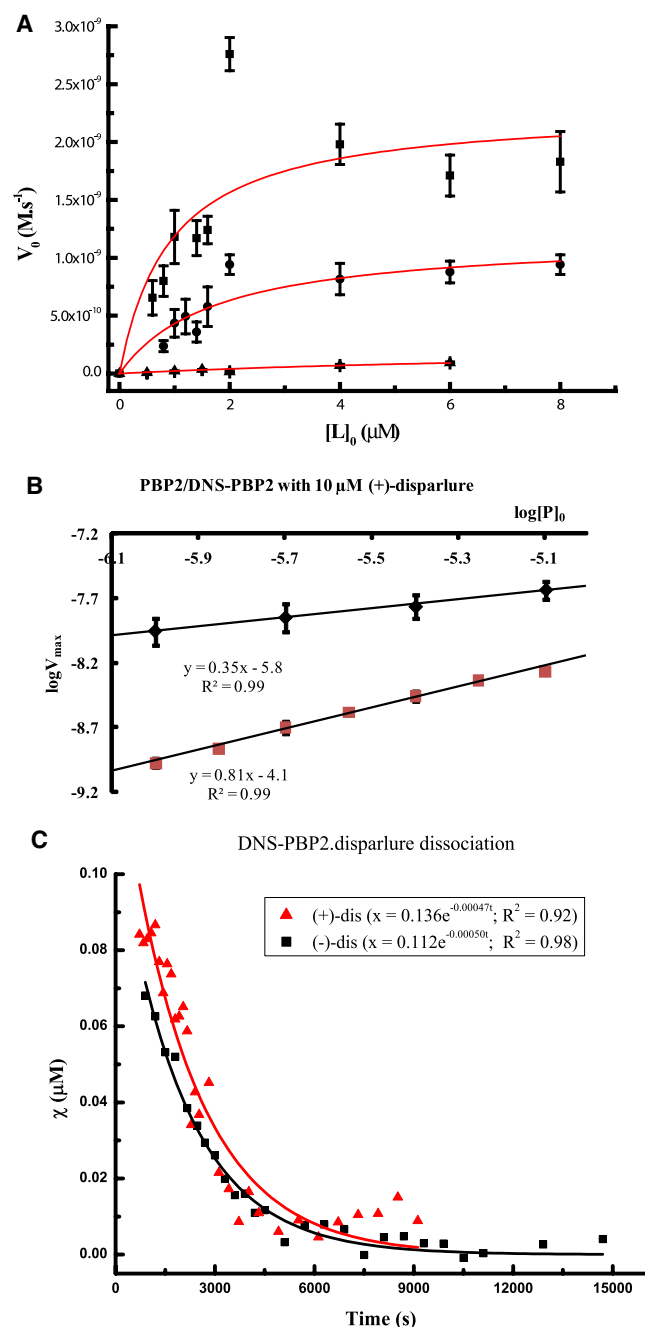 A
3.0x10⁻⁹
2.5x10⁻⁹
2.0x10⁻⁹
1.5x10⁻⁹
1.0x10⁻⁹
5.0x10⁻¹⁰
0.0
V₀ (M.s⁻¹)
0 2 4 6 8
[L]₀ (μM)
B
PBP2/DNS-PBP2 with 10 μM (+)-disparlure
log[P]₀
-7.2
-6.1 -5.9 -5.7 -5.5 -5.3 -5.1
-7.7
-8.2
-8.7
-9.2
logVmax
y = 0.35x - 5.8
R² = 0.99
y = 0.81x - 4.1
R² = 0.99
C
DNS-PBP2.disparlure dissociation
(+)-dis (x = 0.136e^-0.00047t; R² = 0.92)
(-)-dis (x = 0.112e^-0.00050t; R² = 0.98)
0.10
0.08
0.06
0.04
0.02
0.00
χ (μM)
0 3000 6000 9000 12000 15000
Time (s)